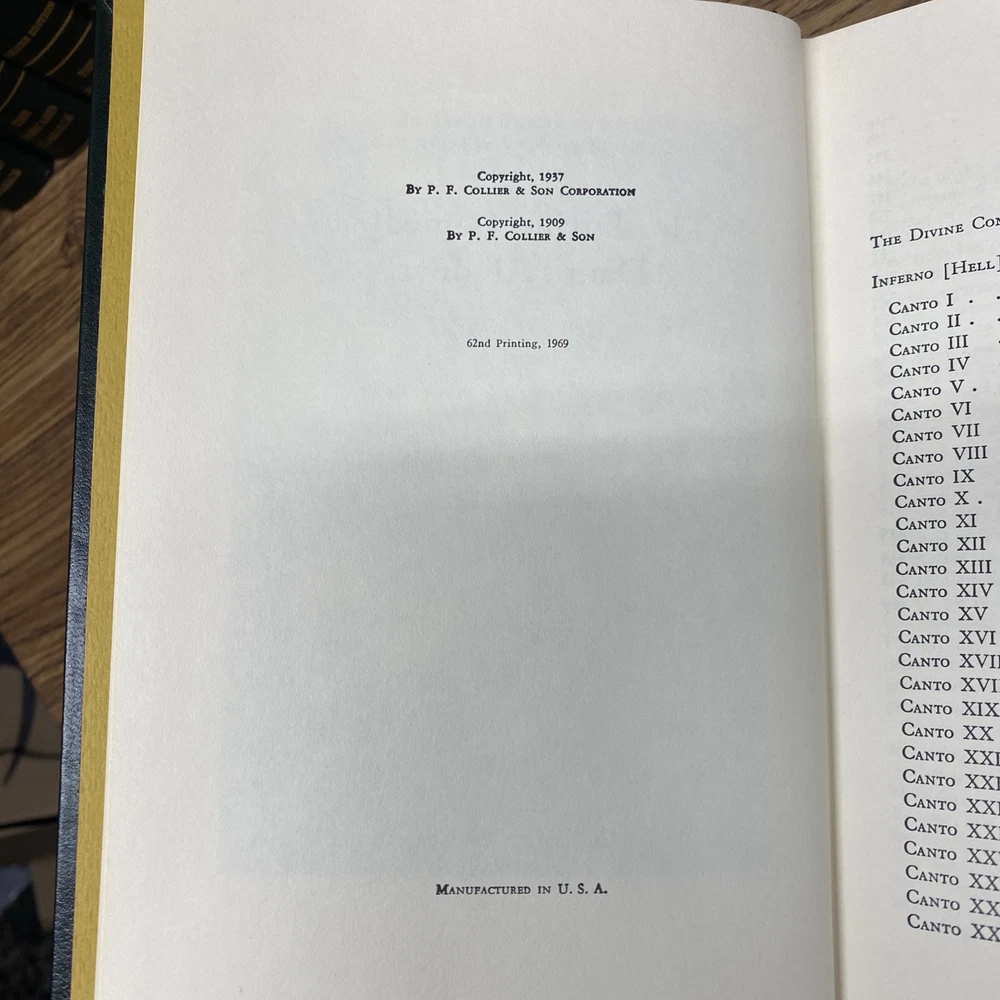 Copyright, 1937
By P. F. Collier & Son Corporation
Copyright, 1909
By P. F. Collier & Son
62nd Printing, 1969
Manufactured in U. S. A.
The Divine
Inferno [Hell]
Canto I .
Canto II .
Canto III
Canto IV
Canto V .
Canto VI
Canto VII
Canto VIII
Canto IX
Canto X .
Canto XI
Canto XII
Canto XIII
Canto XIV
Canto XV
Canto XVI
Canto
Canto
Canto XIX
Canto XX
Canto
Canto
Canto
Canto
Canto
Canto
Canto
Canto